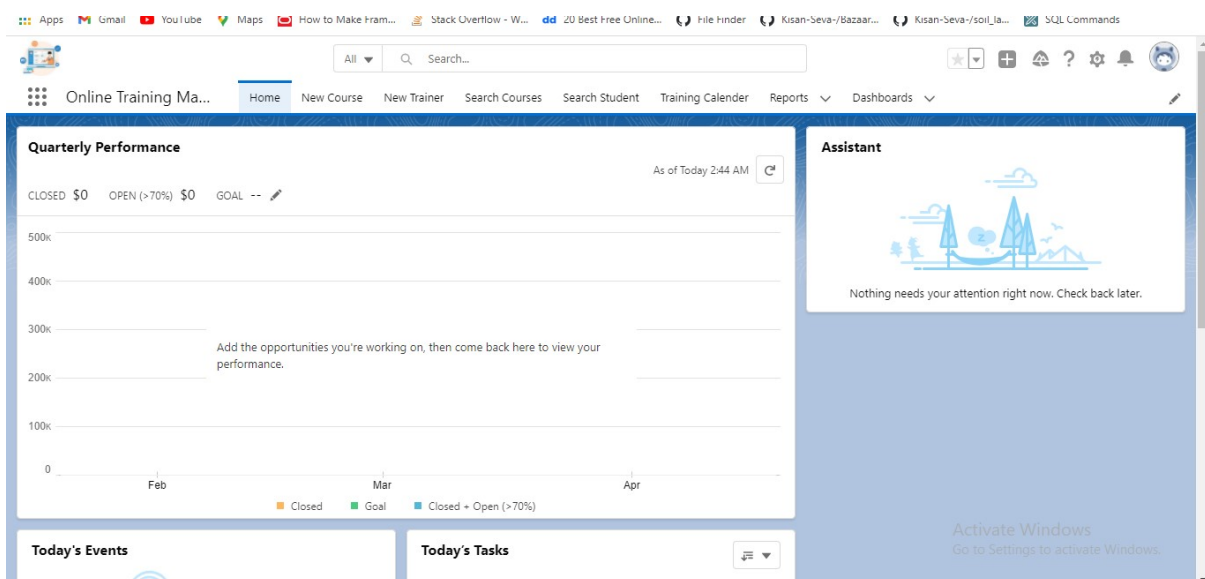 Apps M Gmail YouTube Maps How to Make Fram... Stack Overflow - W... dd 20 Best Free Online... File Finder Kisan-Seva-/Bazaar... Kisan-Seva-/soil_la... SQL Commands
All Search...
Online Training Ma... Home New Course New Trainer Search Courses Search Student Training Calender Reports Dashboards
Quarterly Performance
As of Today 2:44 AM
CLOSED $0 OPEN (>70%) $0 GOAL --
500K
400K
300K
Add the opportunities you're working on, then come back here to view your
performance.
200K
100K
0
Feb Mar Apr
Closed Goal Closed + Open (>70%)
Assistant
z
Nothing needs your attention right now. Check back later.
Today's Events
Today's Tasks
Activate Windows
Go to Settings to activate Windows.